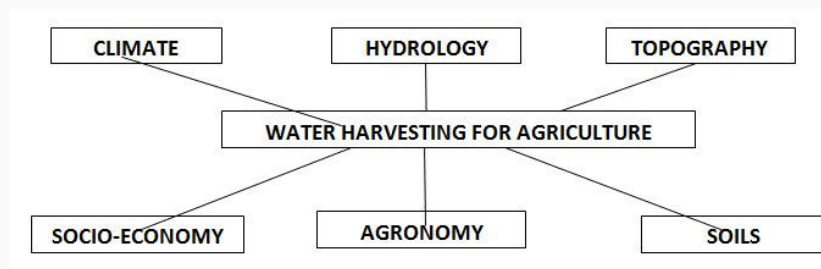 CLIMATE
HYDROLOGY
TOPOGRAPHY
WATER HARVESTING FOR AGRICULTURE
SOCIO-ECONOMY
AGRONOMY
SOILS